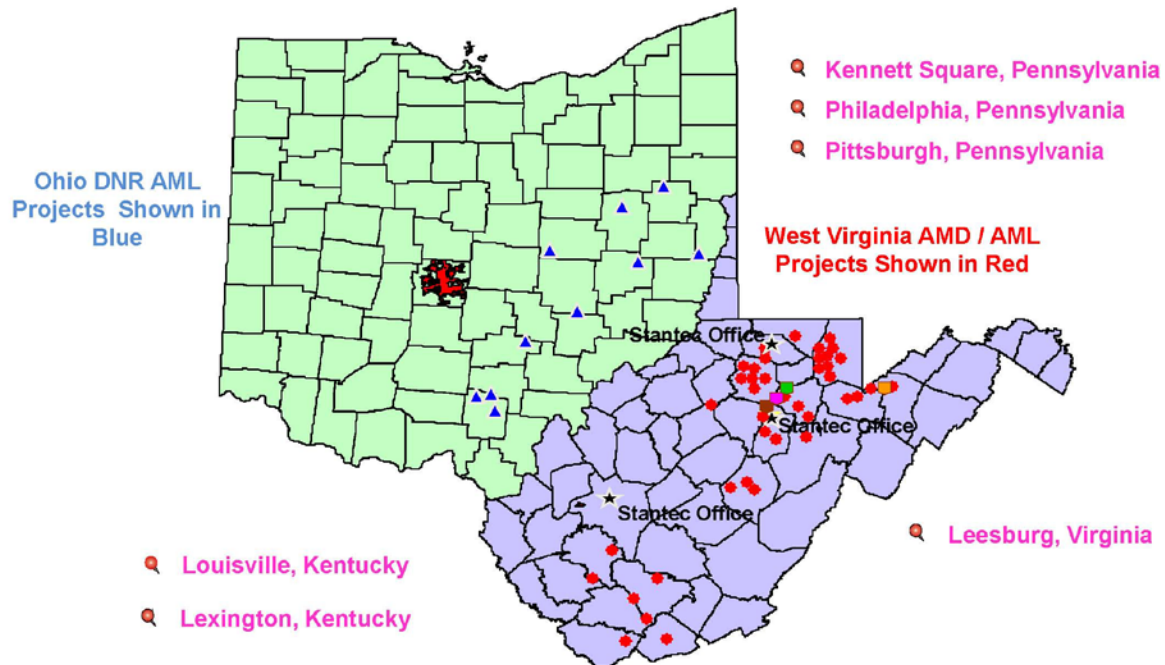 Kennett Square, Pennsylvania
Philadelphia, Pennsylvania
Pittsburgh, Pennsylvania
Ohio DNR AML
Projects Shown in
Blue
West Virginia AMD / AML
Projects Shown in Red
Stantec Office
Stantec Office
Stantec Office
Leesburg, Virginia
Louisville, Kentucky
Lexington, Kentucky